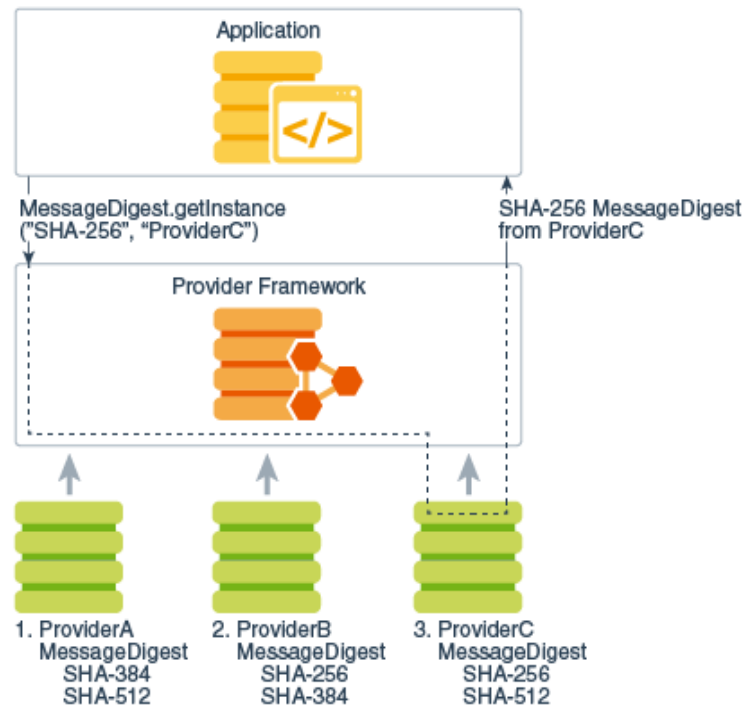 Application
</>
MessageDigest.getInstance
("SHA-256", “ProviderC”)
SHA-256 MessageDigest
from ProviderC
Provider Framework
1. ProviderA
MessageDigest
SHA-384
SHA-512
2. ProviderB
MessageDigest
SHA-256
SHA-384
3. ProviderC
MessageDigest
SHA-256
SHA-512